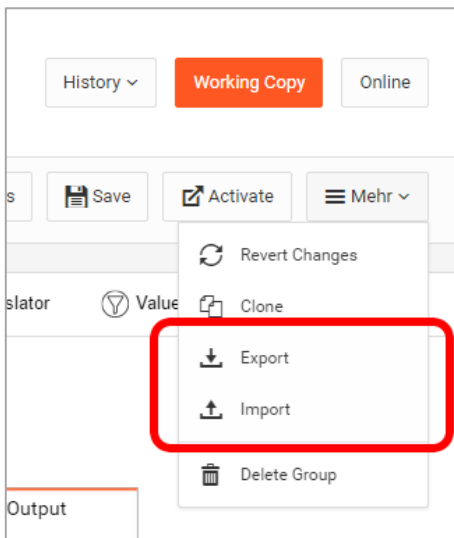 History
Working Copy
Online
s
Save
Activate
Mehr
Revert Changes
slator
Value
Clone
Export
Import
Delete Group
Output